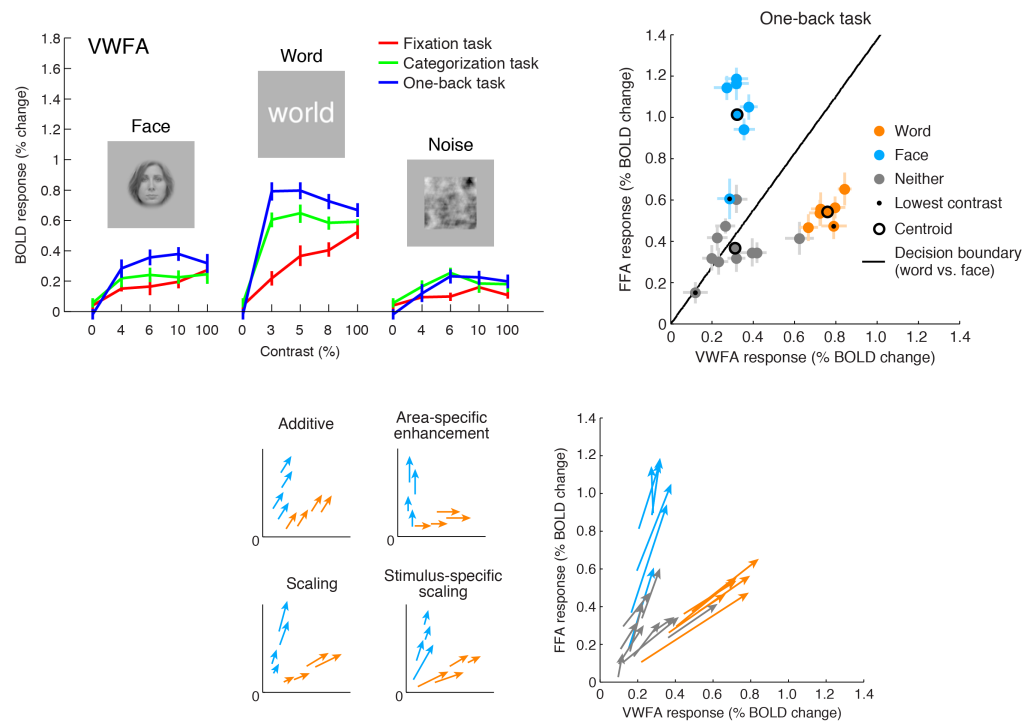 VWFA
Fixation task
Categorization task
One-back task
Face
Word
Noise
world
BOLD response (% change)
1.8
1.6
1.4
1.2
1.0
0.8
0.6
0.4
0.2
0
0 4 6 10 100
0 3 5 8 100
0 4 6 10 100
Contrast (%)
One-back task
FFA response (% BOLD change)
1.4
1.2
1.0
0.8
0.6
0.4
0.2
0
0 0.2 0.4 0.6 0.8 1.0 1.2 1.4
VWFA response (% BOLD change)
Word
Face
Neither
Lowest contrast
Centroid
Decision boundary
(word vs. face)
Additive
0
Area-specific
enhancement
0
Scaling
0
Stimulus-specific
scaling
0
FFA response (% BOLD change)
1.4
1.2
1.0
0.8
0.6
0.4
0.2
0
0 0.2 0.4 0.6 0.8 1.0 1.2 1.4
VWFA response (% BOLD change)